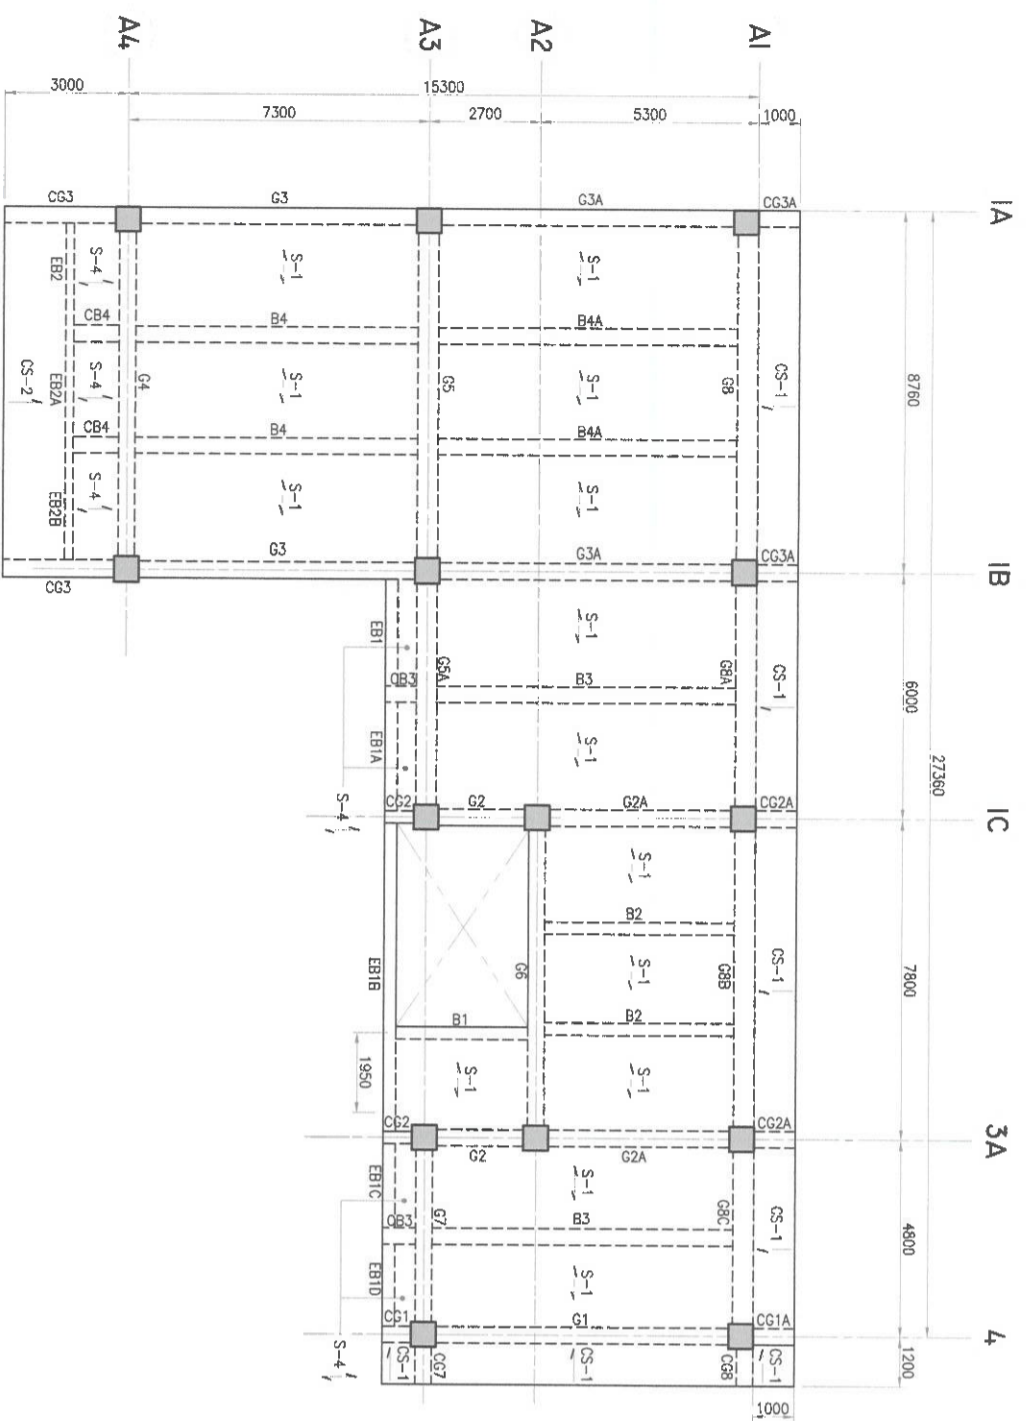 1A 1B 1C 3A 4
27360
8760 6000 7800 4800 1200
1000
1000
CG3A CS-1 CG3A CS-1 CG2A CS-1 CG2A CS-1 CG1A CS-1
A1
G8 G8A G8B G8C CG8
5300
G3A S-1 B4A S-1 B4A S-1 G3A S-1 B3 S-1 G2A S-1 B2 S-1 B2 S-1 G2A S-1 B3 S-1 G1 CS-1
A2
G6
2700
15300
G2 B1 S-1 G2
A3
G5 G5A G7 CG7
CB3 CG2 CG2 CB3 CG1 CS-1
EB1 EB1A EB1B EB1C EB1D
1950
S-4 S-4
7300
G3 S-1 B4 S-1 B4 S-1 G3
A4
G4
S-4 CB4 S-4 CB4 S-4
3000
CG3 EB2 EB2A EB2B CG3
CS-2